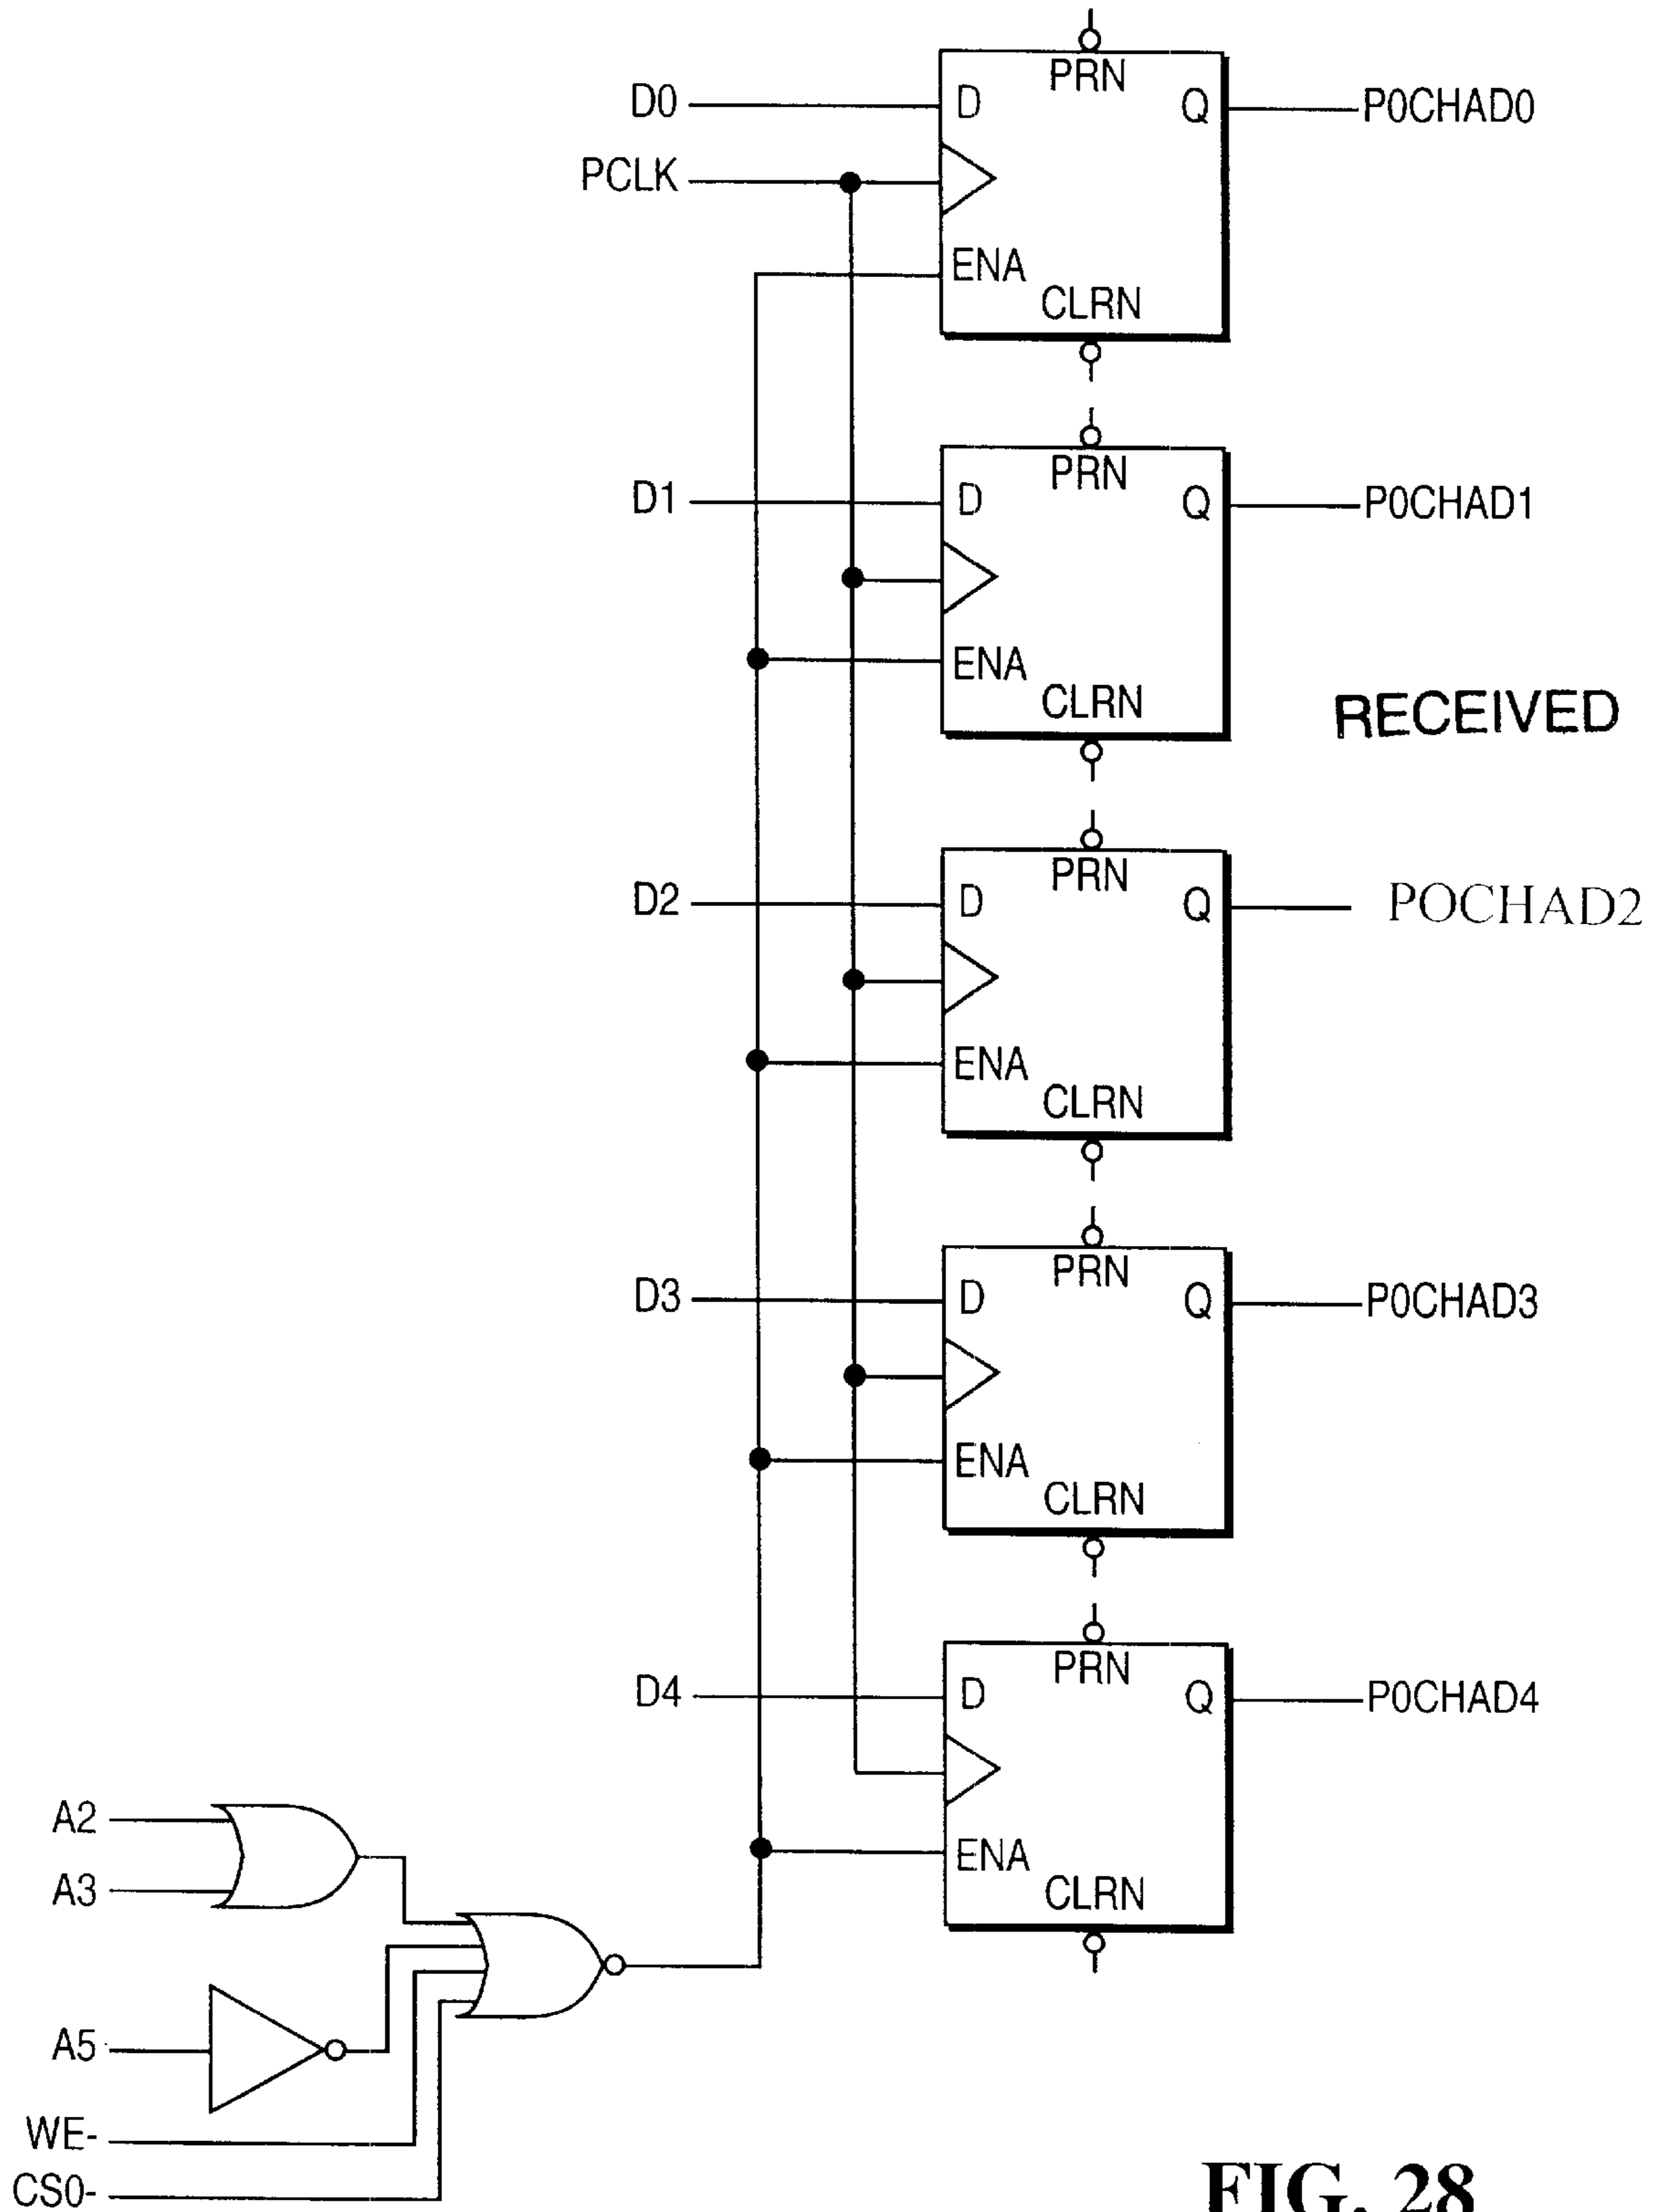 PRN
D0
D
Q
P0CHAD0
PCLK
ENA
CLRN
PRN
D1
D
Q
P0CHAD1
ENA
CLRN
RECEIVED
PRN
D2
D
Q
POCHAD2
ENA
CLRN
PRN
D3
D
Q
P0CHAD3
ENA
CLRN
PRN
D4
D
Q
P0CHAD4
ENA
CLRN
A2
A3
A5
WE-
CS0-
FIG. 28